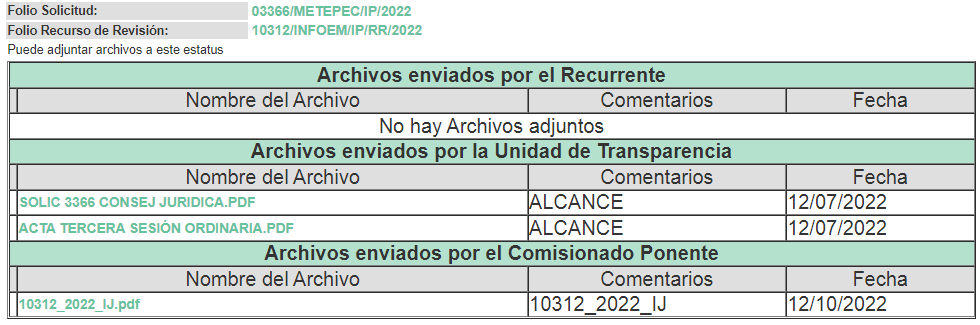 Folio Solicitud: 03366/METEPEC/IP/2022
Folio Recurso de Revisión: 10312/INFOEM/IP/RR/2022
Puede adjuntar archivos a este estatus
Archivos enviados por el Recurrente
Nombre del Archivo Comentarios Fecha
No hay Archivos adjuntos
Archivos enviados por la Unidad de Transparencia
Nombre del Archivo Comentarios Fecha
SOLIC 3366 CONSEJ JURIDICA.PDF ALCANCE 12/07/2022
ACTA TERCERA SESIÓN ORDINARIA.PDF ALCANCE 12/07/2022
Archivos enviados por el Comisionado Ponente
Nombre del Archivo Comentarios Fecha
10312_2022_IJ.pdf 10312_2022_IJ 12/10/2022